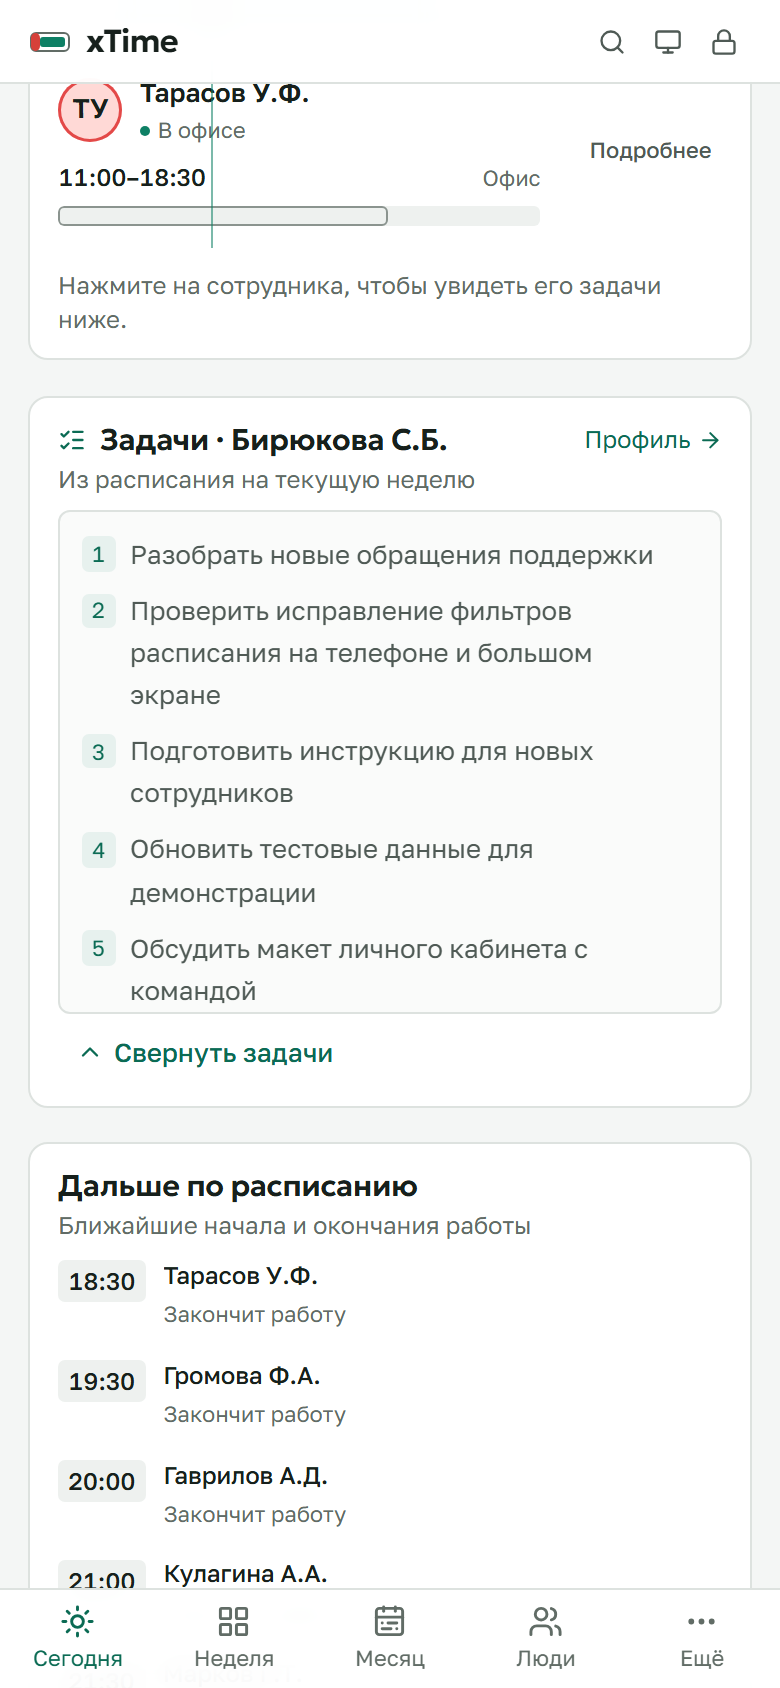 xTime
ТУ
Тарасов У.Ф.
В офисе
Подробнее
11:00–18:30
Офис
Нажмите на сотрудника, чтобы увидеть его задачи
ниже.
Задачи · Бирюкова С.Б.
Профиль →
Из расписания на текущую неделю
1 Разобрать новые обращения поддержки
2 Проверить исправление фильтров
расписания на телефоне и большом
экране
3 Подготовить инструкцию для новых
сотрудников
4 Обновить тестовые данные для
демонстрации
5 Обсудить макет личного кабинета с
командой
Свернуть задачи
Дальше по расписанию
Ближайшие начала и окончания работы
18:30 Тарасов У.Ф.
Закончит работу
19:30 Громова Ф.А.
Закончит работу
20:00 Гаврилов А.Д.
Закончит работу
21:00 Кулагина А.А.
Сегодня
Неделя
Месяц
Люди
Ещё